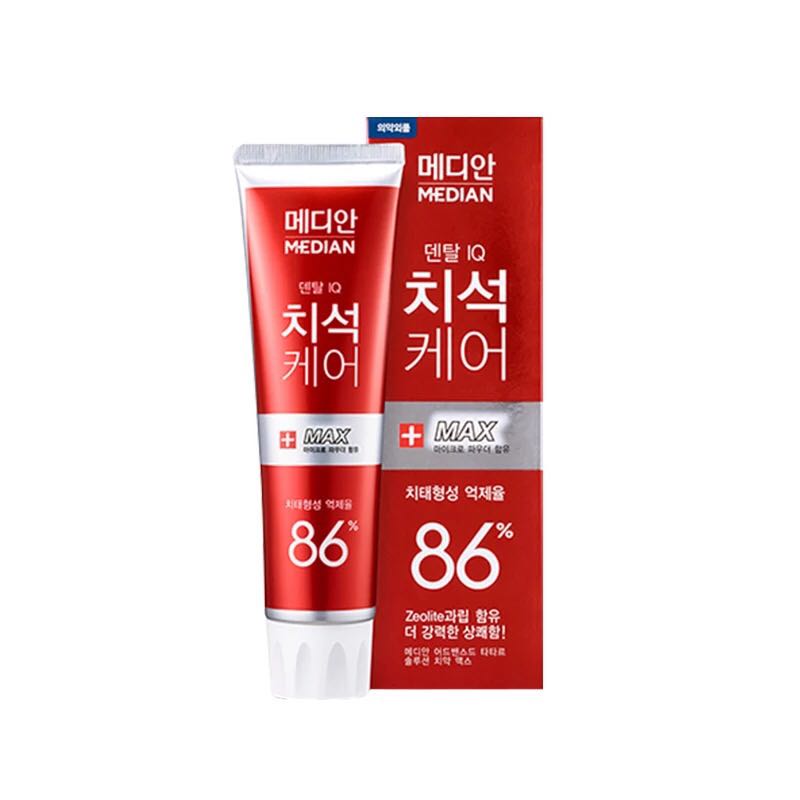 메디안
MEDIAN
덴탈 IQ
치석
케어
MAX
마이크로 파우더 함유
치태형성 억제율
86%
의약외품
메디안
MEDIAN
덴탈 IQ
치석
케어
MAX
마이크로 파우더 함유
치태형성 억제율
86%
Zeolite과립 함유
더 강력한 상쾌함!
메디안 어드밴스드 타타르
솔루션 치약 맥스